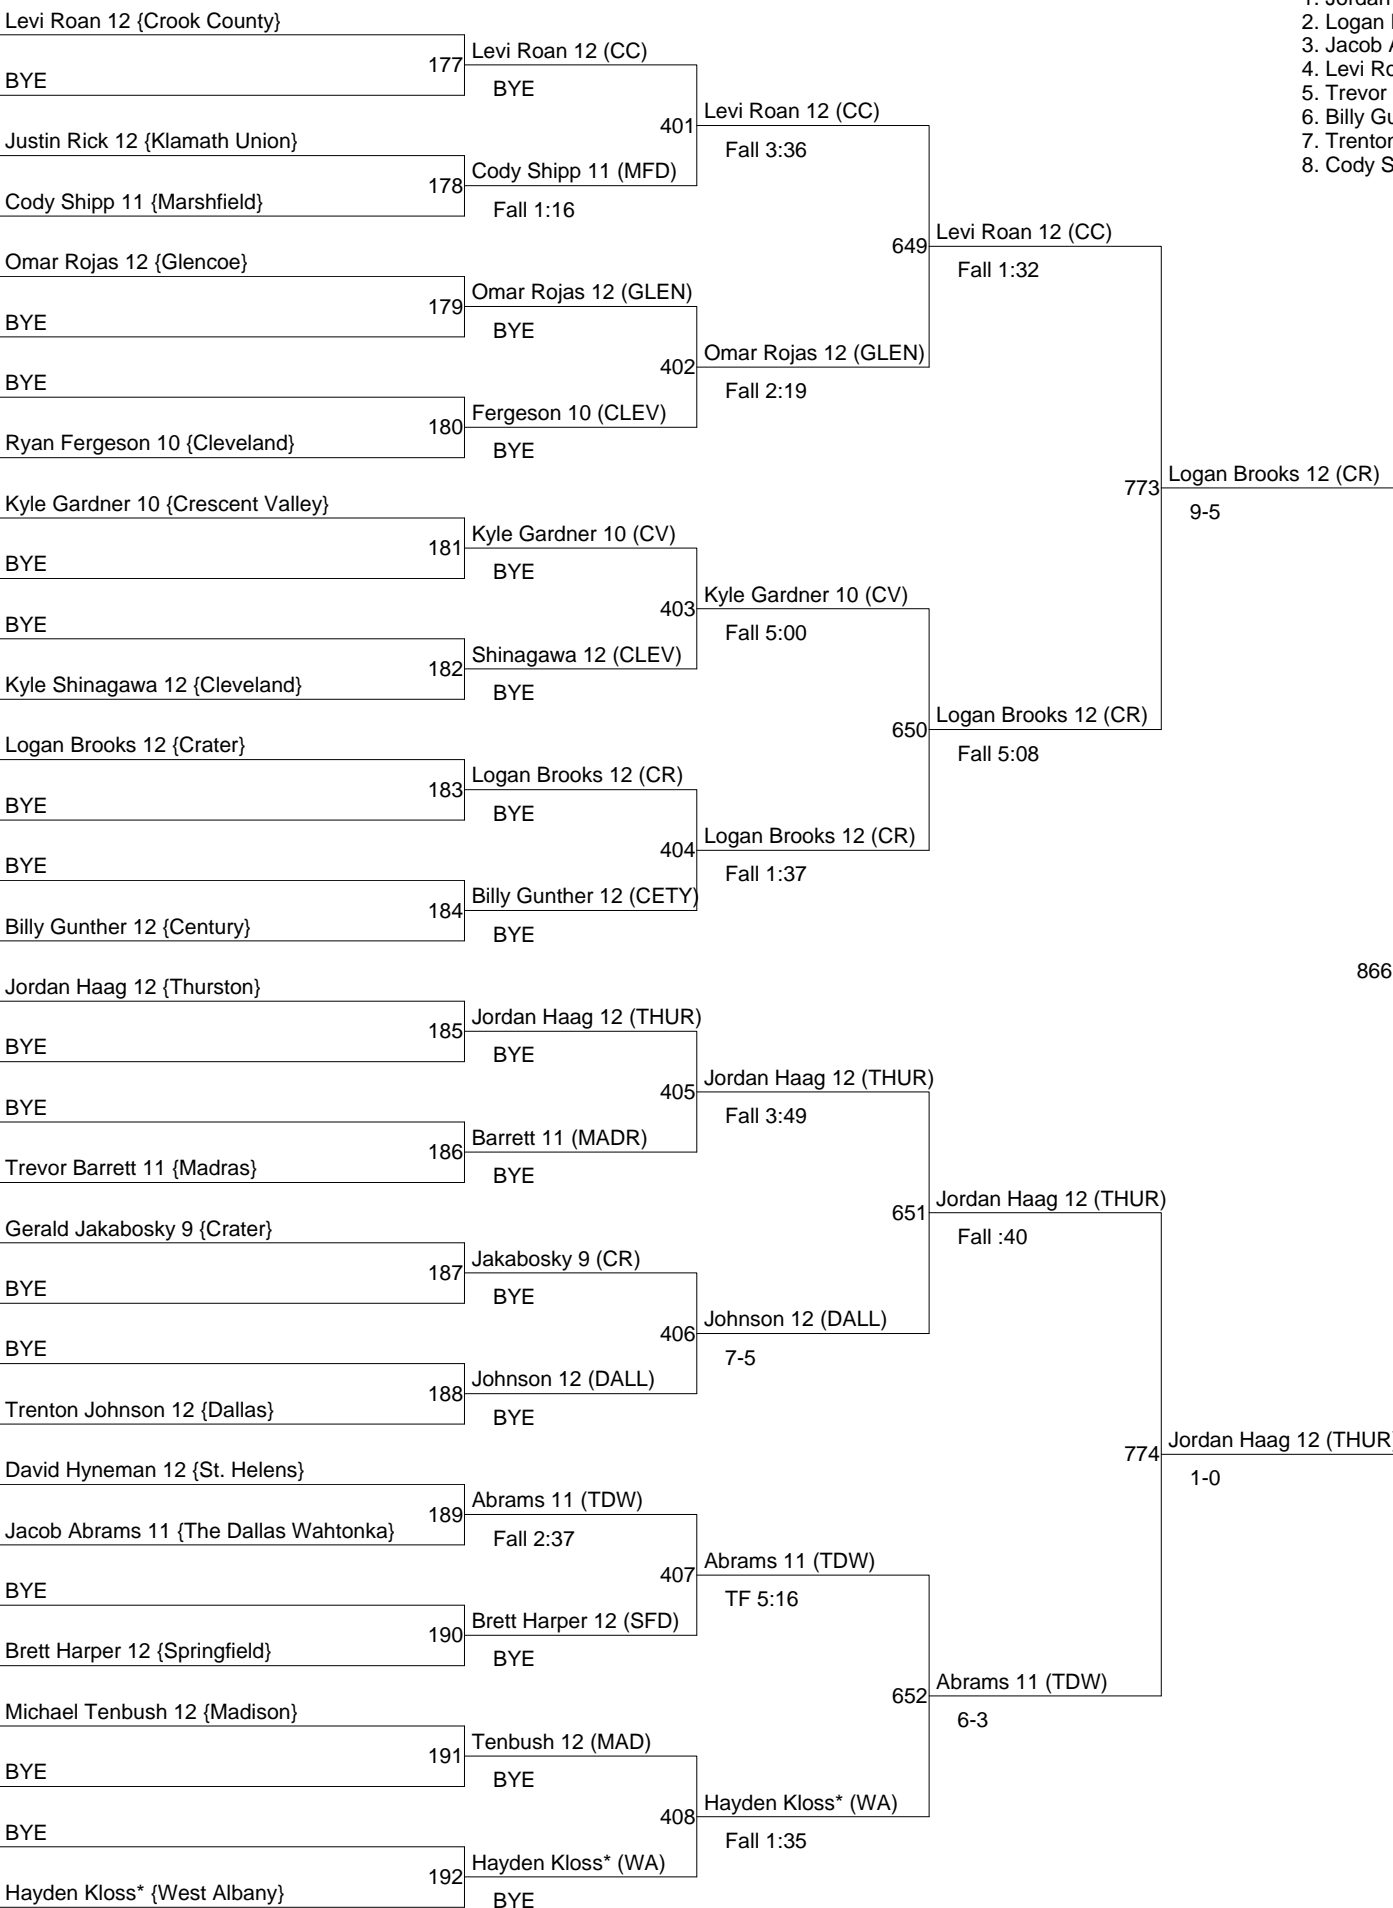 1. Jordan
2. Logan
3. Jacob
4. Levi
5. Trevor
6. Billy
7. Trenton
8. Cody
Levi Roan 12 {Crook County}
BYE
177
Levi Roan 12 (CC)
BYE
Justin Rick 12 {Klamath Union}
Cody Shipp 11 {Marshfield}
178
Cody Shipp 11 (MFD)
Fall 1:16
401
Levi Roan 12 (CC)
Fall 3:36
Omar Rojas 12 {Glencoe}
BYE
179
Omar Rojas 12 (GLEN)
BYE
BYE
Ryan Fergeson 10 {Cleveland}
180
Fergeson 10 (CLEV)
BYE
402
Omar Rojas 12 (GLEN)
Fall 2:19
649
Levi Roan 12 (CC)
Fall 1:32
Kyle Gardner 10 {Crescent Valley}
BYE
181
Kyle Gardner 10 (CV)
BYE
BYE
Kyle Shinagawa 12 {Cleveland}
182
Shinagawa 12 (CLEV)
BYE
403
Kyle Gardner 10 (CV)
Fall 5:00
Logan Brooks 12 {Crater}
BYE
183
Logan Brooks 12 (CR)
BYE
BYE
Billy Gunther 12 {Century}
184
Billy Gunther 12 (CETY)
BYE
404
Logan Brooks 12 (CR)
Fall 1:37
650
Logan Brooks 12 (CR)
Fall 5:08
773
Logan Brooks 12 (CR)
9-5
866
Jordan Haag 12 {Thurston}
BYE
185
Jordan Haag 12 (THUR)
BYE
BYE
Trevor Barrett 11 {Madras}
186
Barrett 11 (MADR)
BYE
405
Jordan Haag 12 (THUR)
Fall 3:49
Gerald Jakabosky 9 {Crater}
BYE
187
Jakabosky 9 (CR)
BYE
BYE
Trenton Johnson 12 {Dallas}
188
Johnson 12 (DALL)
BYE
406
Johnson 12 (DALL)
7-5
651
Jordan Haag 12 (THUR)
Fall :40
David Hyneman 12 {St. Helens}
Jacob Abrams 11 {The Dallas Wahtonka}
189
Abrams 11 (TDW)
Fall 2:37
BYE
Brett Harper 12 {Springfield}
190
Brett Harper 12 (SFD)
BYE
407
Abrams 11 (TDW)
TF 5:16
Michael Tenbush 12 {Madison}
BYE
191
Tenbush 12 (MAD)
BYE
BYE
Hayden Kloss* {West Albany}
192
Hayden Kloss* (WA)
BYE
408
Hayden Kloss* (WA)
Fall 1:35
652
Abrams 11 (TDW)
6-3
774
Jordan Haag 12 (THUR)
1-0